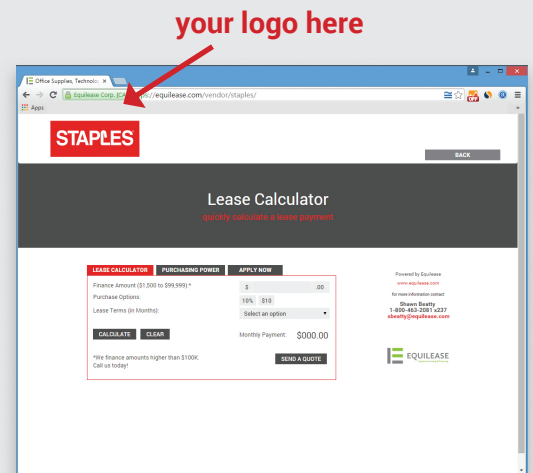 your logo here
Office Supplies, Technolo
Equilease Corp. [CA]
ps://equilease.com/vendor/staples/
Apps
OFF
STAPLES
BACK
Lease Calculator
quickly calculate a lease payment
LEASE CALCULATOR PURCHASING POWER APPLY NOW
Finance Amount ($1,500 to $99,999):* $ .00
Purchase Options: 10% $10
Lease Terms (in Months): Select an option
CALCULATE CLEAR Monthly Payment: $000.00
*We finance amounts higher than $100K.
Call us today!
SEND A QUOTE
Powered by Equilease
www.equilease.com
for more information contact
Shawn Beatty
1-800-463-2081 x237
sbeatty@equilease.com
EQUILEASE